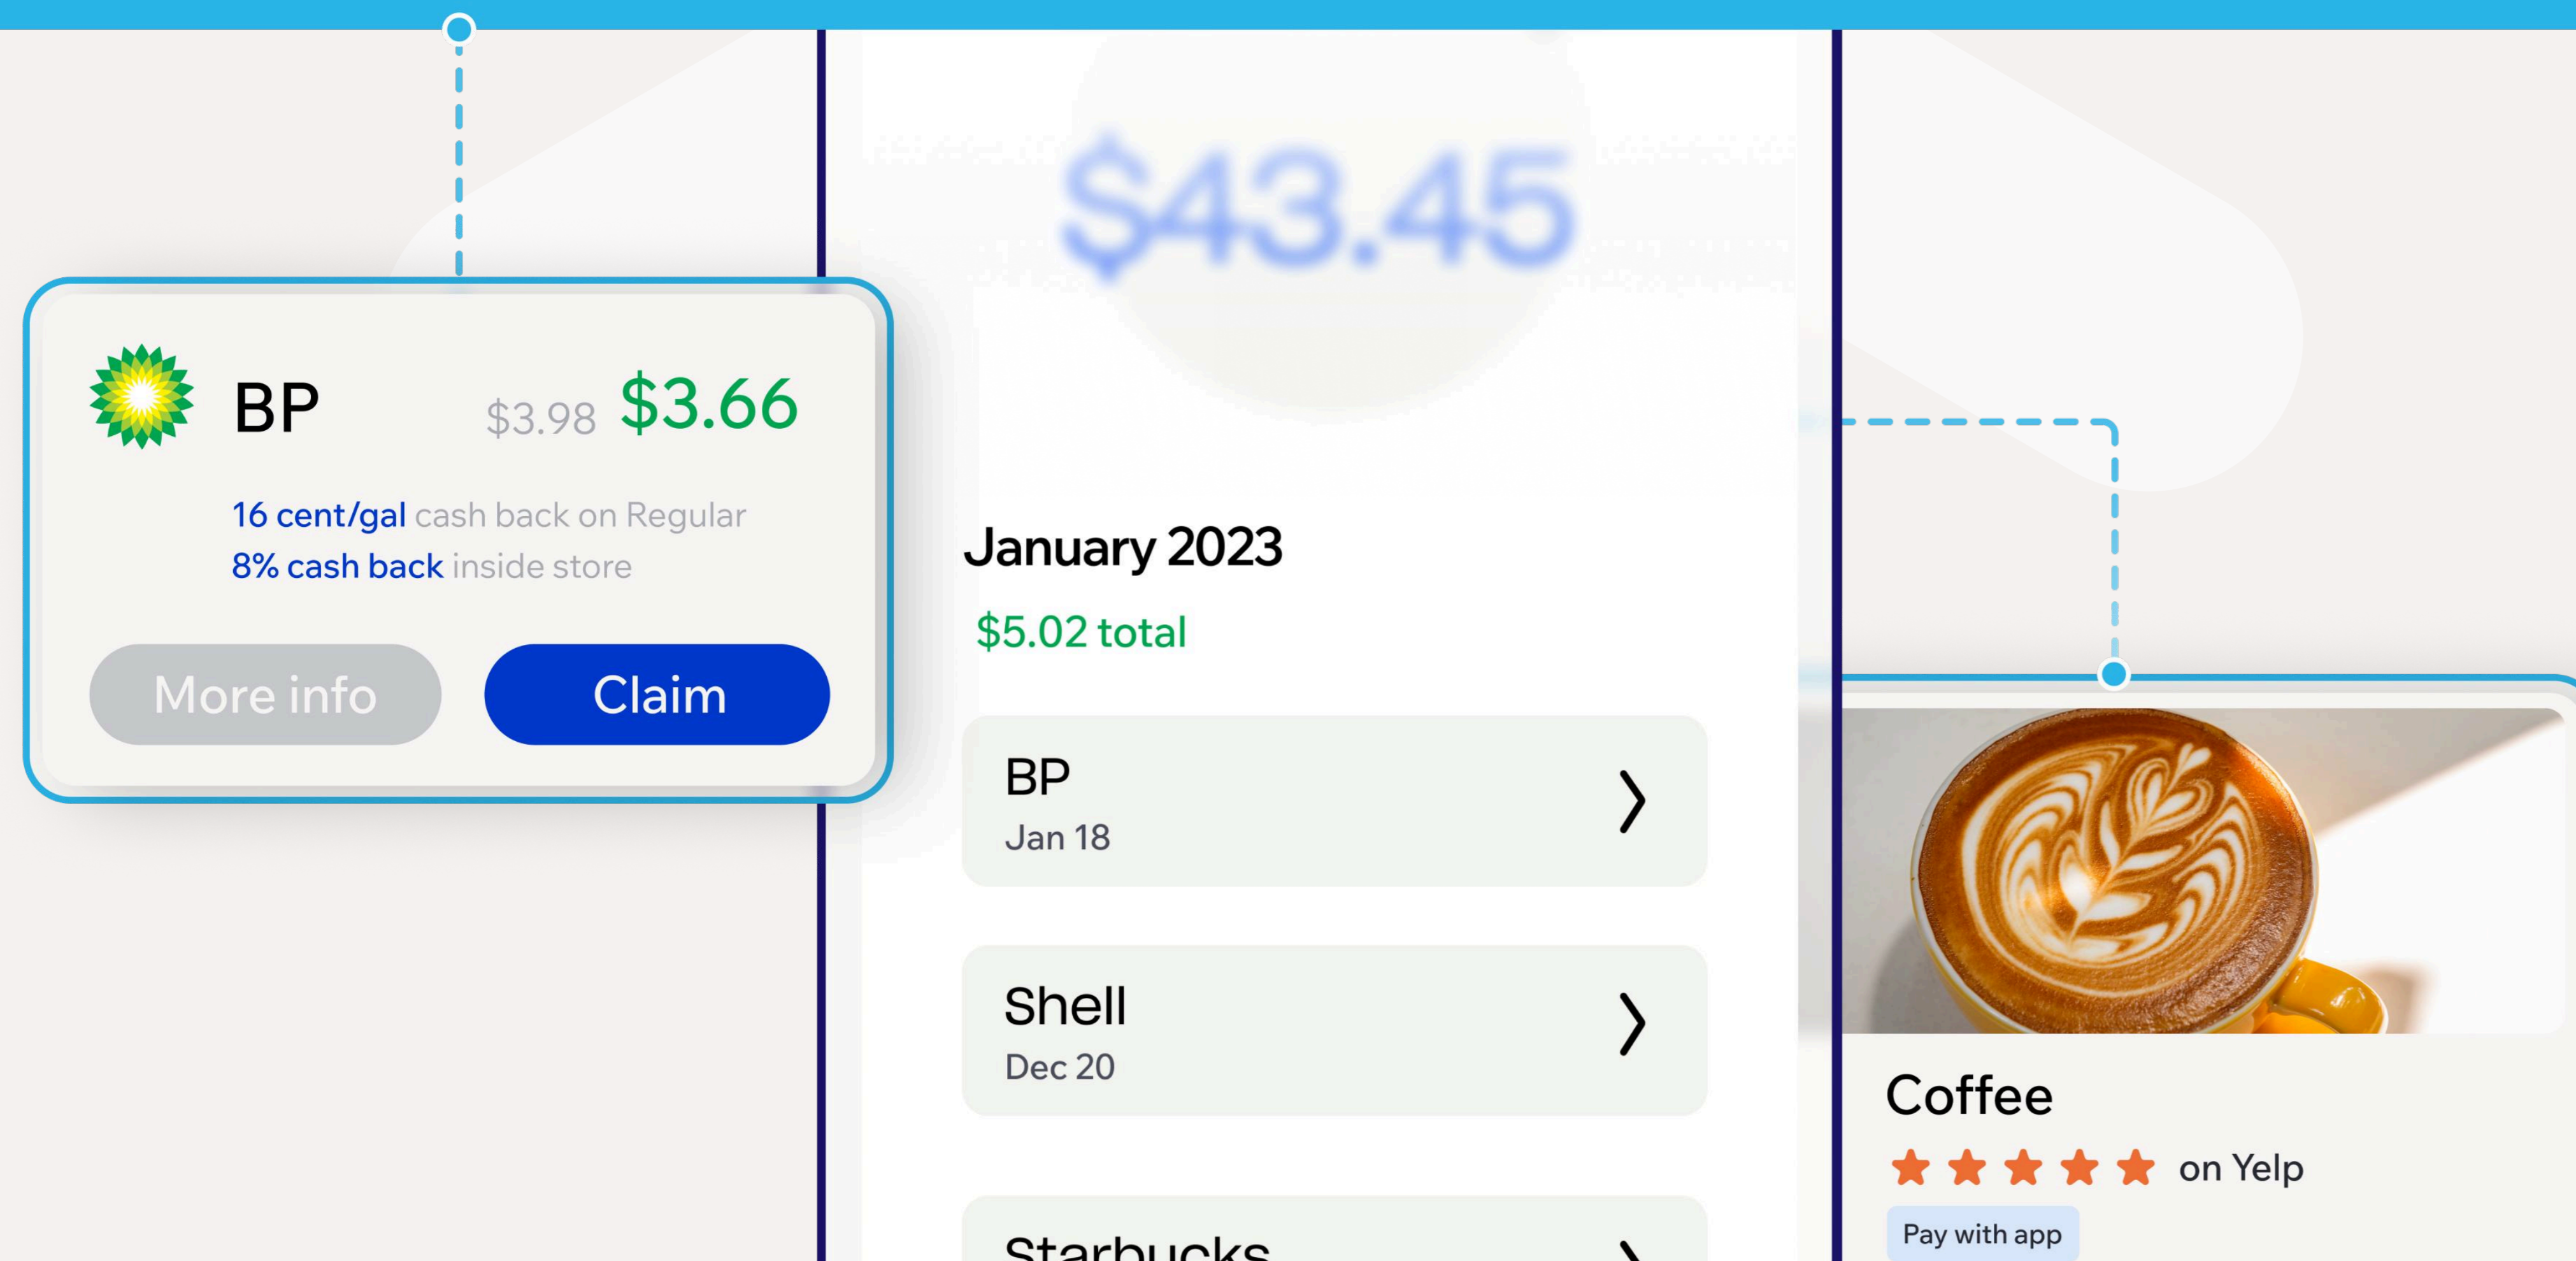 BP $3.98 $3.66
16 cent/gal cash back on Regular
8% cash back inside store
More info Claim
$43.45
January 2023
$5.02 total
BP
Jan 18
Shell
Dec 20
Starbucks
Coffee
on Yelp
Pay with app